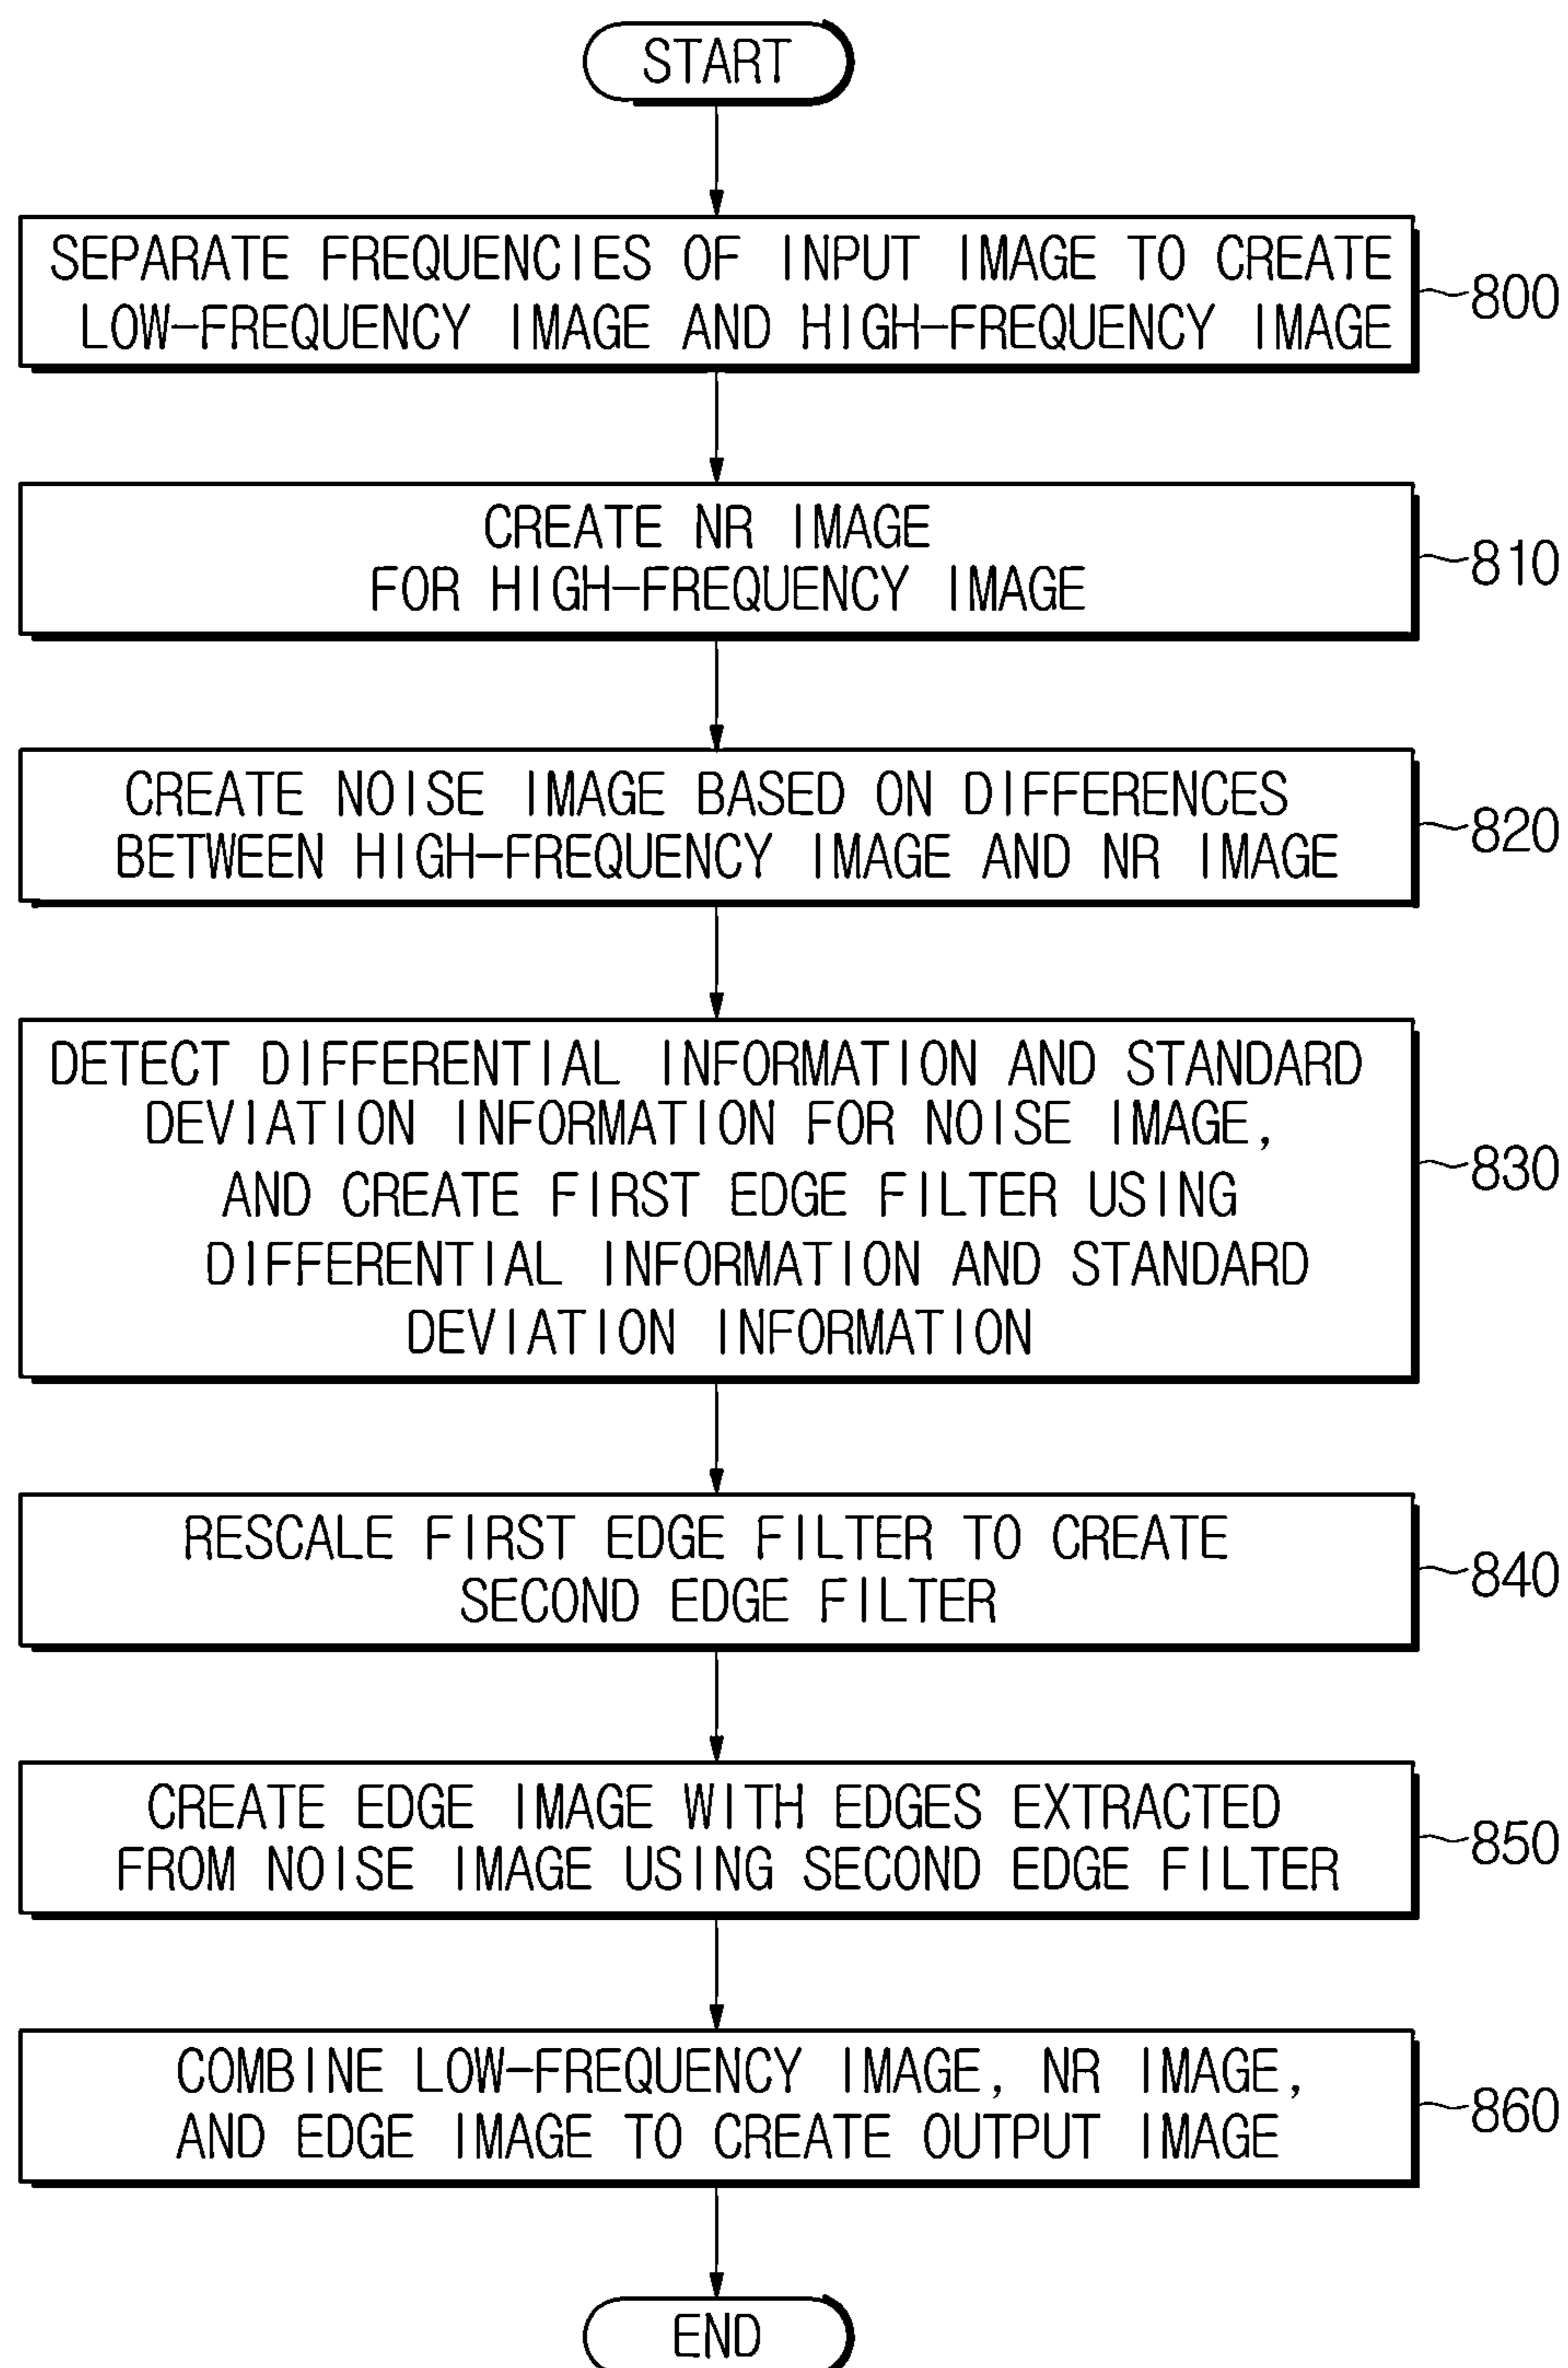 START
SEPARATE FREQUENCIES OF INPUT IMAGE TO CREATE
LOW-FREQUENCY IMAGE AND HIGH-FREQUENCY IMAGE
800
CREATE NR IMAGE
FOR HIGH-FREQUENCY IMAGE
810
CREATE NOISE IMAGE BASED ON DIFFERENCES
BETWEEN HIGH-FREQUENCY IMAGE AND NR IMAGE
820
DETECT DIFFERENTIAL INFORMATION AND STANDARD
DEVIATION INFORMATION FOR NOISE IMAGE,
AND CREATE FIRST EDGE FILTER USING
DIFFERENTIAL INFORMATION AND STANDARD
DEVIATION INFORMATION
830
RESCALE FIRST EDGE FILTER TO CREATE
SECOND EDGE FILTER
840
CREATE EDGE IMAGE WITH EDGES EXTRACTED
FROM NOISE IMAGE USING SECOND EDGE FILTER
850
COMBINE LOW-FREQUENCY IMAGE, NR IMAGE,
AND EDGE IMAGE TO CREATE OUTPUT IMAGE
860
END